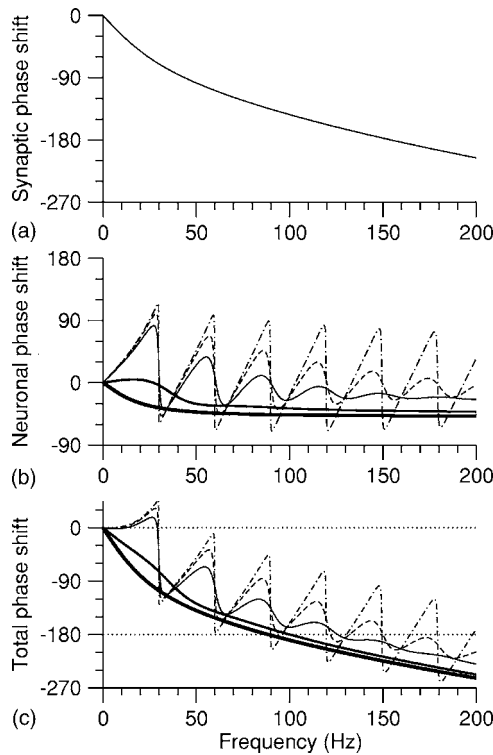 0
-90
-180
-270
Synaptic phase shift
0 50 100 150 200
(a)
180
90
0
-90
Neuronal phase shift
0 50 100 150 200
(b)
0
-90
-180
-270
Total phase shift
0 50 100 150 200
(c)
Frequency (Hz)